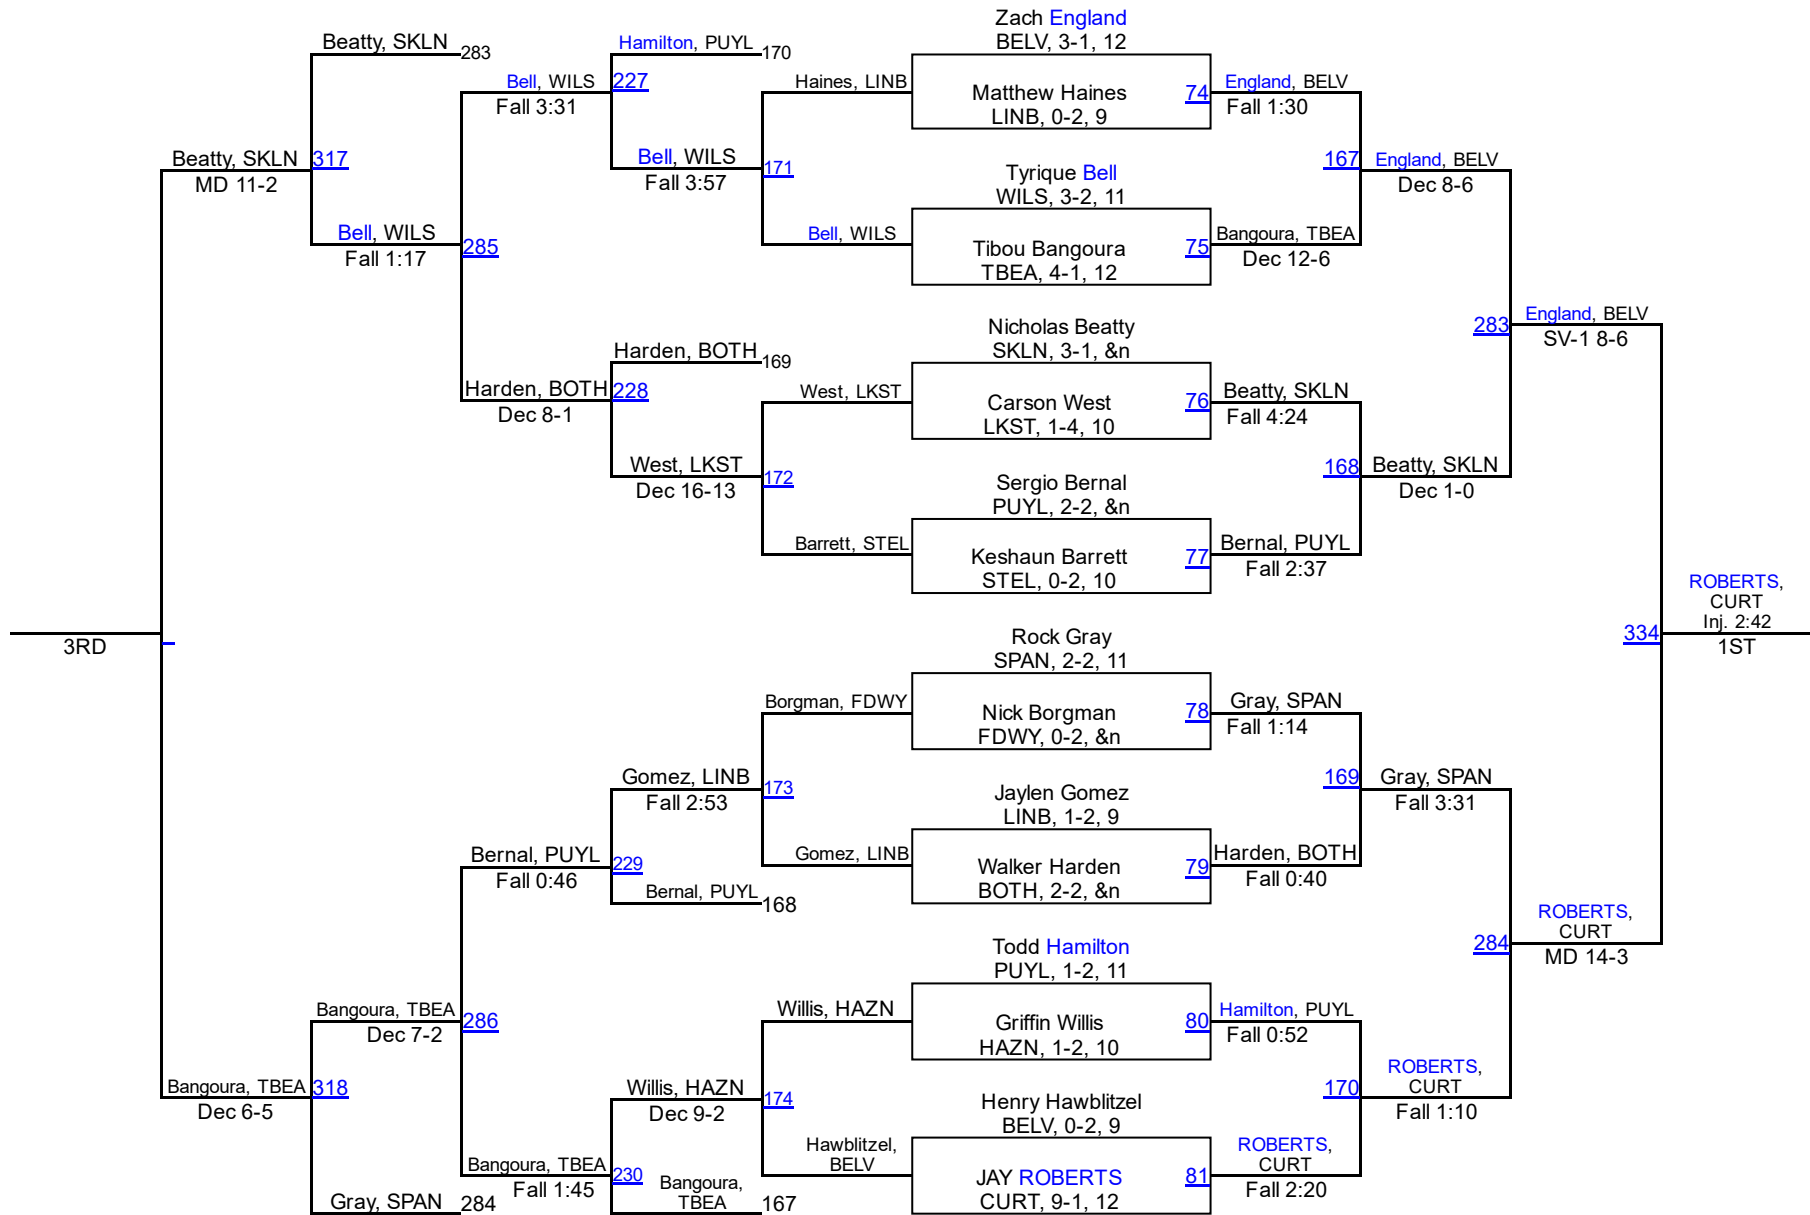 Zach England
BELV, 3-1, 12
Matthew Haines
LINB, 0-2, 9
74
Tyrique Bell
WILS, 3-2, 11
Tibou Bangoura
TBEA, 4-1, 12
75
Nicholas Beatty
SKLN, 3-1, &n
Carson West
LKST, 1-4, 10
76
Sergio Bernal
PUYL, 2-2, &n
Keshaun Barrett
STEL, 0-2, 10
77
Rock Gray
SPAN, 2-2, 11
Nick Borgman
FDWY, 0-2, &n
78
Jaylen Gomez
LINB, 1-2, 9
Walker Harden
BOTH, 2-2, &n
79
Todd Hamilton
PUYL, 1-2, 11
Griffin Willis
HAZN, 1-2, 10
80
Henry Hawblitzel
BELV, 0-2, 9
JAY ROBERTS
CURT, 9-1, 12
81
England, BELV
Fall 1:30
167
Bangoura, TBEA
Dec 12-6
Beatty, SKLN
Fall 4:24
168
Bernal, PUYL
Fall 2:37
Gray, SPAN
Fall 1:14
169
Harden, BOTH
Fall 0:40
Hamilton, PUYL
Fall 0:52
170
ROBERTS,
CURT
Fall 2:20
England, BELV
Dec 8-6
283
Beatty, SKLN
Dec 1-0
Gray, SPAN
Fall 3:31
284
ROBERTS,
CURT
Fall 1:10
England, BELV
SV-1 8-6
334
ROBERTS,
CURT
MD 14-3
ROBERTS,
CURT
Inj. 2:42
1ST
Haines, LINB
171
Bell, WILS
West, LKST
172
Barrett, STEL
Borgman, FDWY
173
Gomez, LINB
Willis, HAZN
174
Hawblitzel,
BELV
Hamilton, PUYL
170
227
Bell, WILS
Fall 3:57
Harden, BOTH
169
228
West, LKST
Dec 16-13
Gomez, LINB
Fall 2:53
229
Bernal, PUYL
168
Willis, HAZN
Dec 9-2
230
Bangoura,
TBEA
167
Bell, WILS
Fall 3:31
285
Harden, BOTH
Dec 8-1
Bernal, PUYL
Fall 0:46
286
Bangoura, TBEA
Fall 1:45
Beatty, SKLN
283
317
Bell, WILS
Fall 1:17
Bangoura, TBEA
Dec 7-2
318
Gray, SPAN
284
Beatty, SKLN
MD 11-2
Bangoura, TBEA
Dec 6-5
3RD